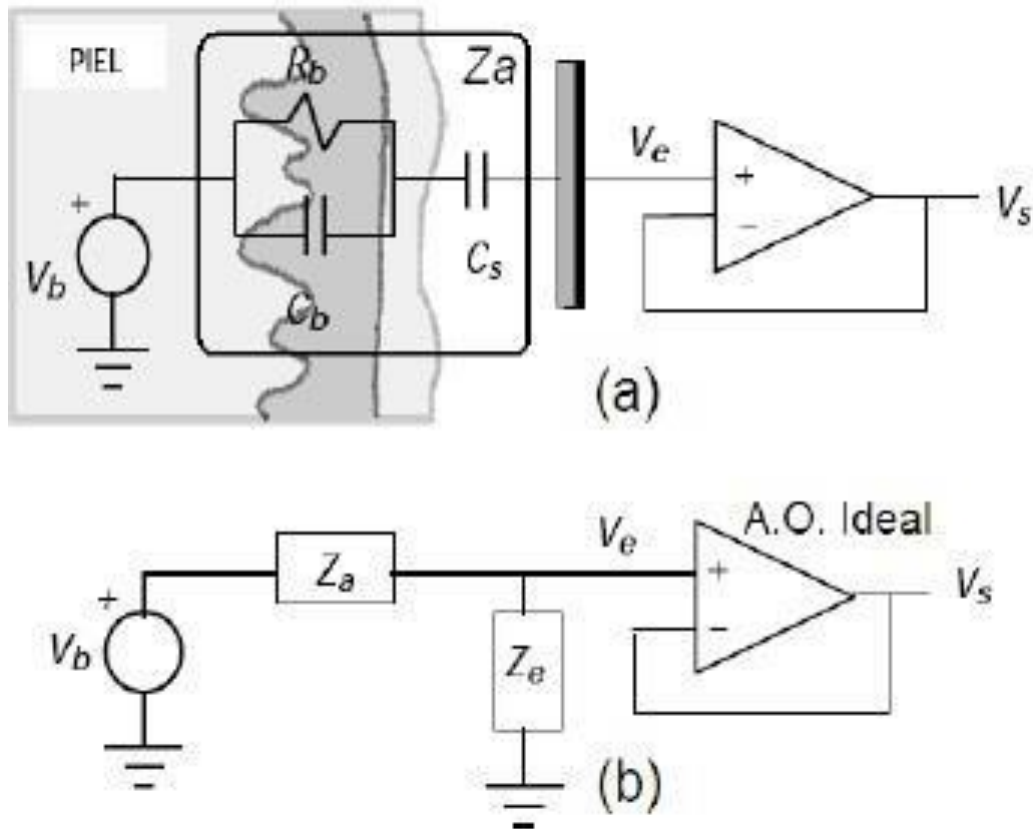 PIEL
Rb
Za
Ve
+
Vs
+
−
Vb
Cs
Cb
(a)
A.O. Ideal
Ve
Za
+
Vs
+
−
Vb
Ze
(b)